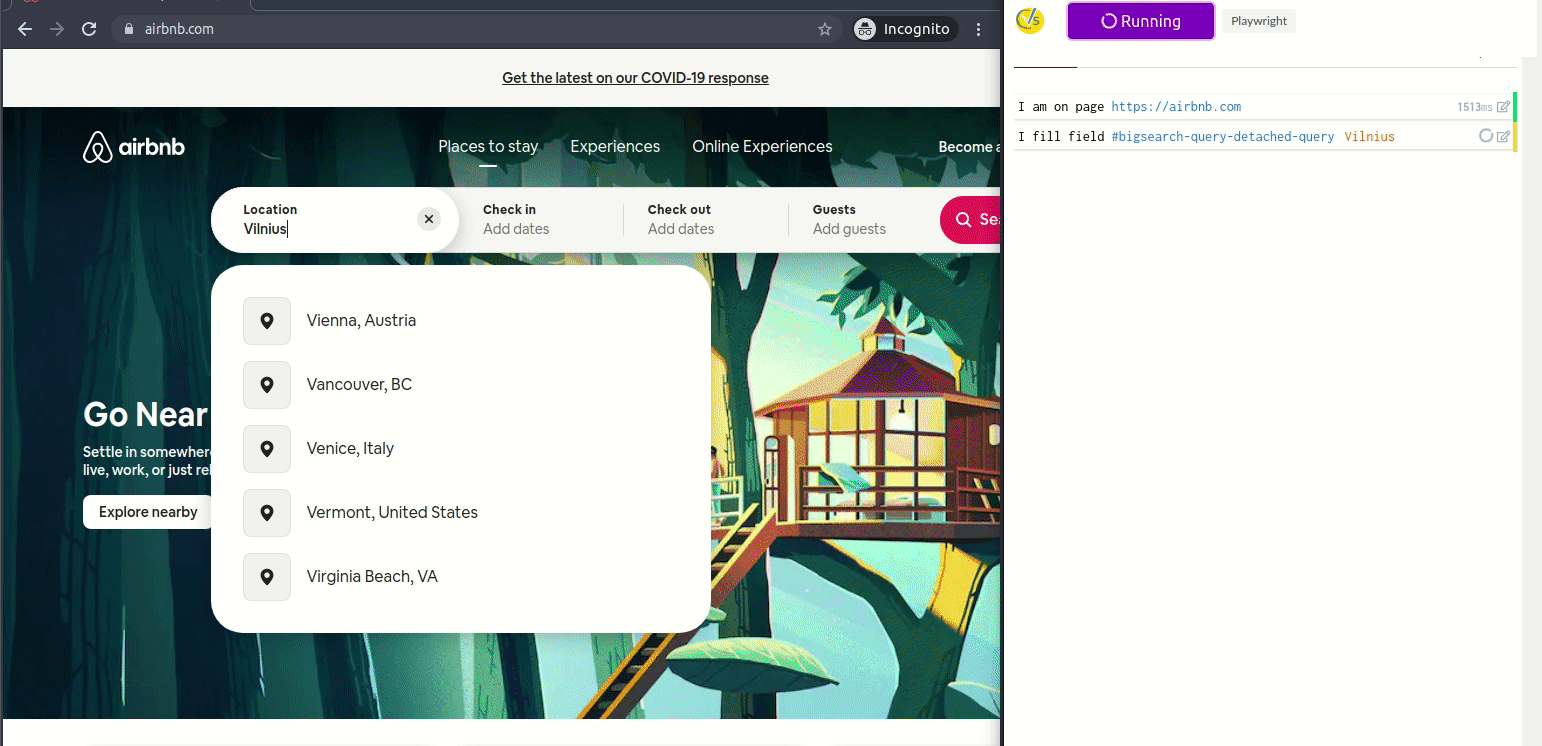 airbnb.com
Incognito
Get the latest on our COVID-19 response
airbnb
Places to stay
Experiences
Online Experiences
Become a
Location
Vilnius
Check in
Add dates
Check out
Add dates
Guests
Add guests
Sea
Vienna, Austria
Vancouver, BC
Venice, Italy
Vermont, United States
Virginia Beach, VA
Go Near
Settle in somewhere
live, work, or just rel
Explore nearby
5
Running
Playwright
I am on page https://airbnb.com
1513ms
I fill field #bigsearch-query-detached-query Vilnius